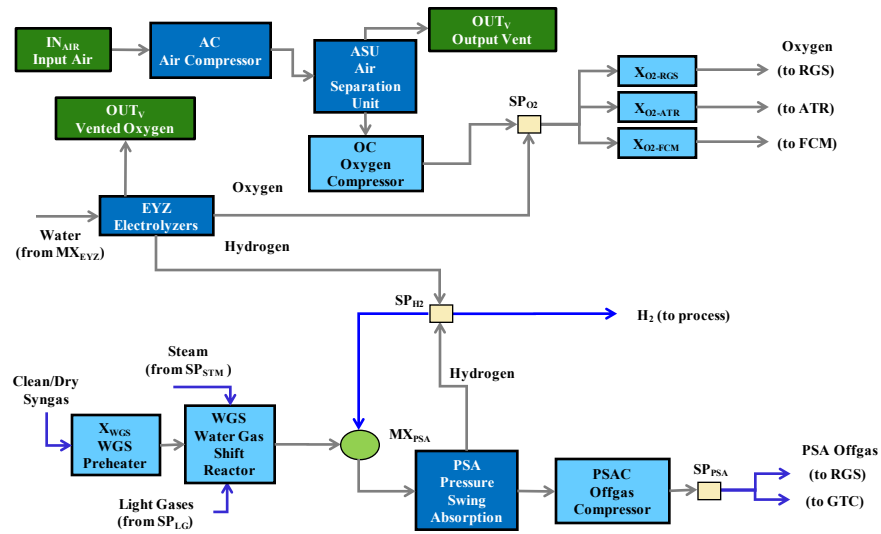 IN_AIR
Input Air
AC
Air Compressor
ASU
Air
Separation
Unit
OUT_V
Output Vent
OUT_V
Vented Oxygen
OC
Oxygen
Compressor
SP_O2
X_O2-RGS
X_O2-ATR
X_O2-FCM
Oxygen
(to RGS)
(to ATR)
(to FCM)
Oxygen
EYZ
Electrolyzers
Water
(from MX_EYZ)
Hydrogen
SP_H2
H_2 (to process)
Steam
(from SP_STM )
Hydrogen
Clean/Dry
Syngas
X_WGS
WGS
Preheater
WGS
Water Gas
Shift
Reactor
Light Gases
(from SP_LG)
MX_PSA
PSA
Pressure
Swing
Absorption
PSAC
Offgas
Compressor
SP_PSA
PSA Offgas
(to RGS)
(to GTC)